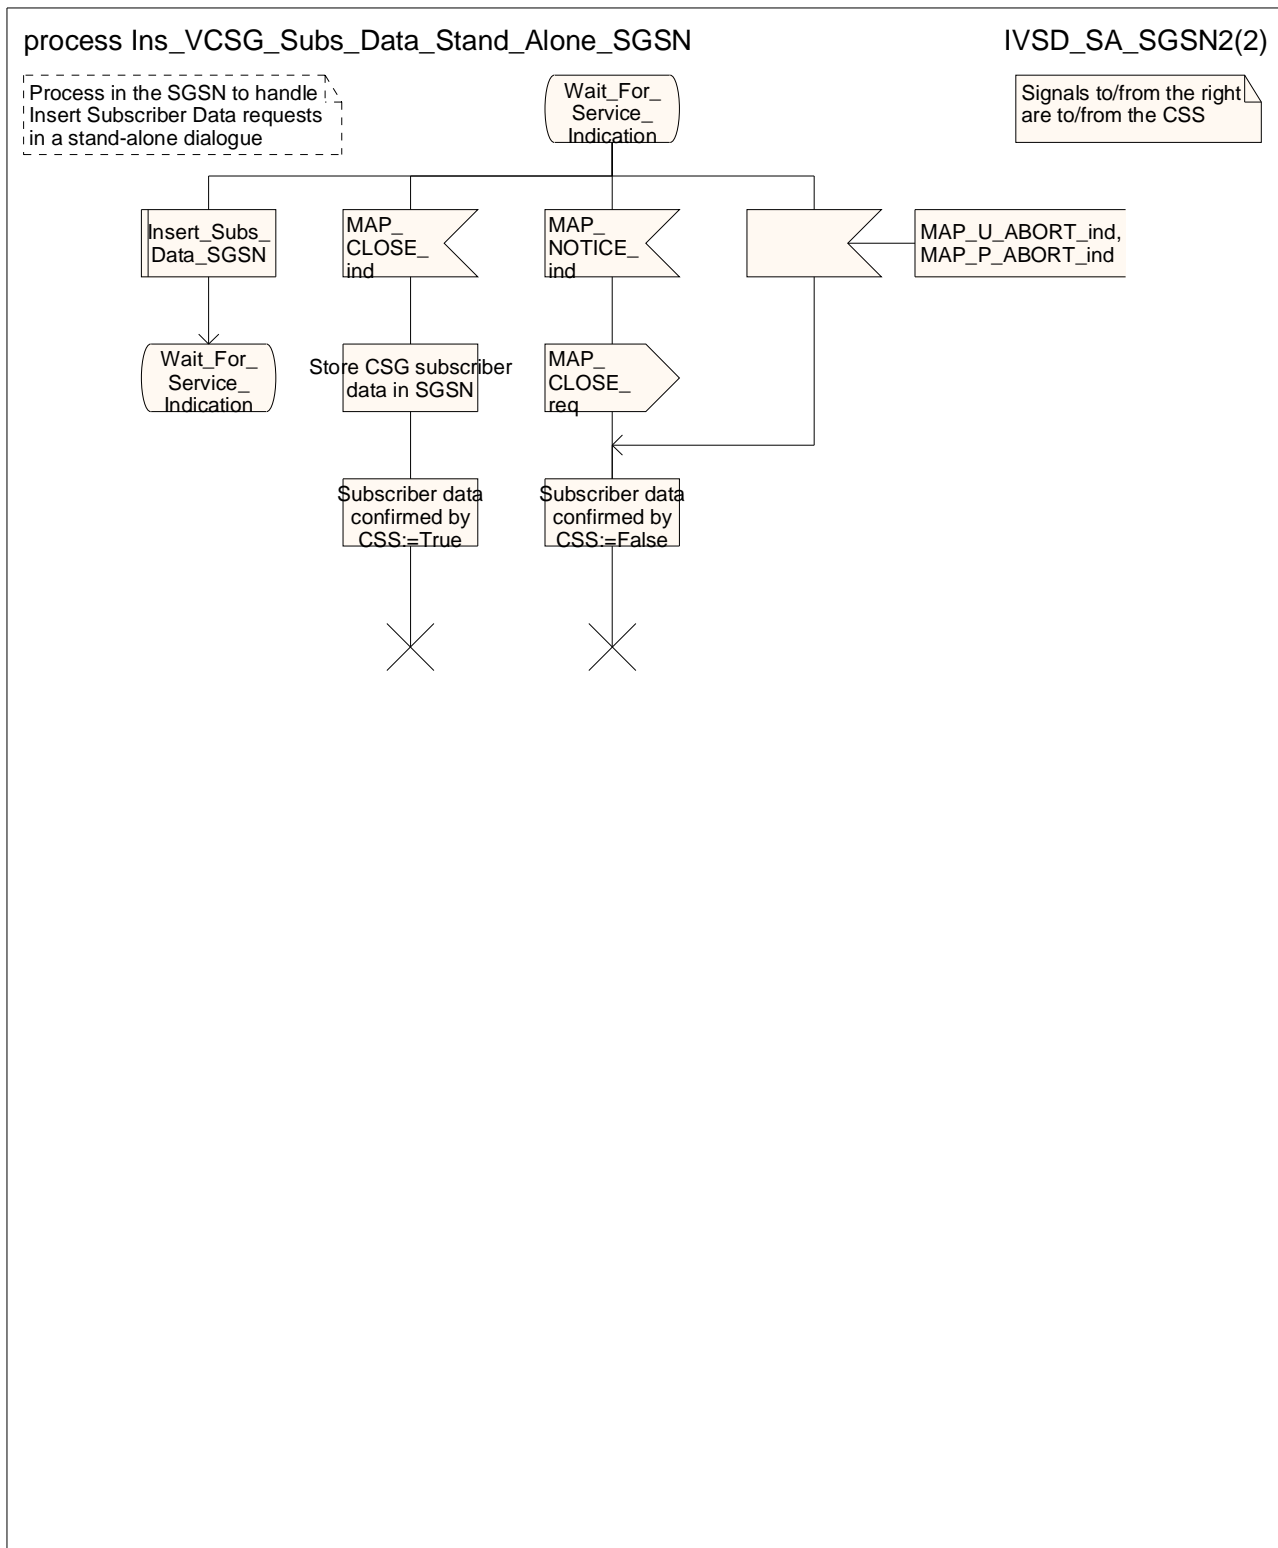 process Ins_VCSG_Subs_Data_Stand_Alone_SGSN
IVSD_SA_SGSN2(2)
Process in the SGSN to handle
Insert Subscriber Data requests
in a stand-alone dialogue
Wait_For_
Service_
Indication
Signals to/from the right
are to/from the CSS
Insert_Subs_
Data_SGSN
MAP_
CLOSE_
ind
MAP_
NOTICE_
ind
MAP_U_ABORT_ind,
MAP_P_ABORT_ind
Wait_For_
Service_
Indication
Store CSG subscriber
data in SGSN
MAP_
CLOSE_
req
Subscriber data
confirmed by
CSS:=True
Subscriber data
confirmed by
CSS:=False